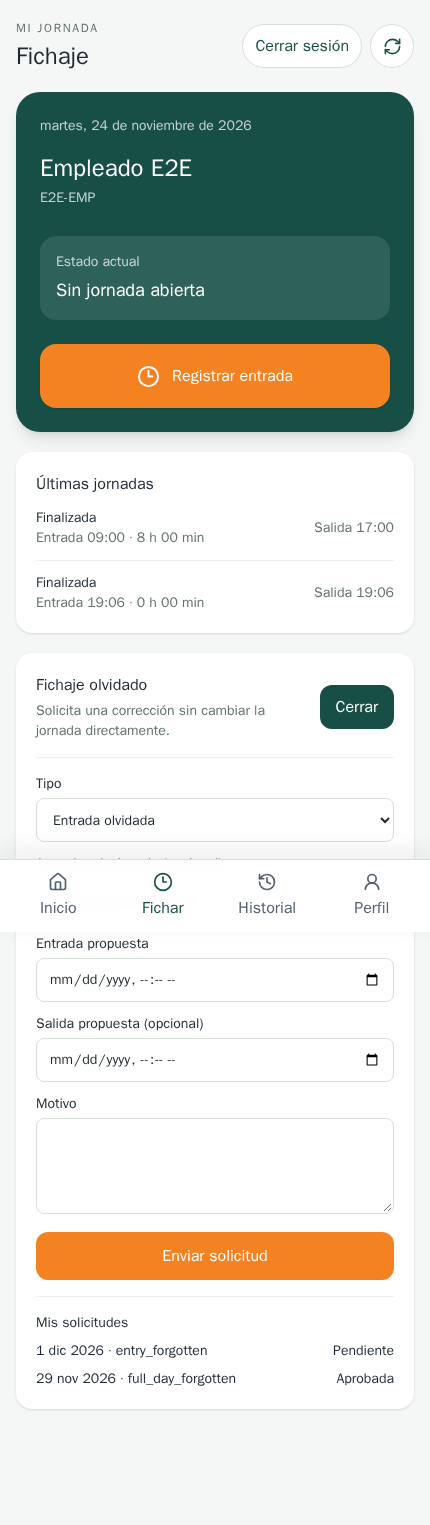 MI JORNADA
Fichaje
Cerrar sesión
martes, 24 de noviembre de 2026
Empleado E2E
E2E-EMP
Estado actual
Sin jornada abierta
Registrar entrada
Últimas jornadas
Finalizada
Entrada 09:00 · 8 h 00 min
Salida 17:00
Finalizada
Entrada 19:06 · 0 h 00 min
Salida 19:06
Fichaje olvidado
Solicita una corrección sin cambiar la
jornada directamente.
Cerrar
Tipo
Entrada olvidada
Inicio
Fichar
Historial
Perfil
Entrada propuesta
mm/dd/yyyy, --:-- --
Salida propuesta (opcional)
mm/dd/yyyy, --:-- --
Motivo
Enviar solicitud
Mis solicitudes
1 dic 2026 · entry_forgotten
Pendiente
29 nov 2026 · full_day_forgotten
Aprobada